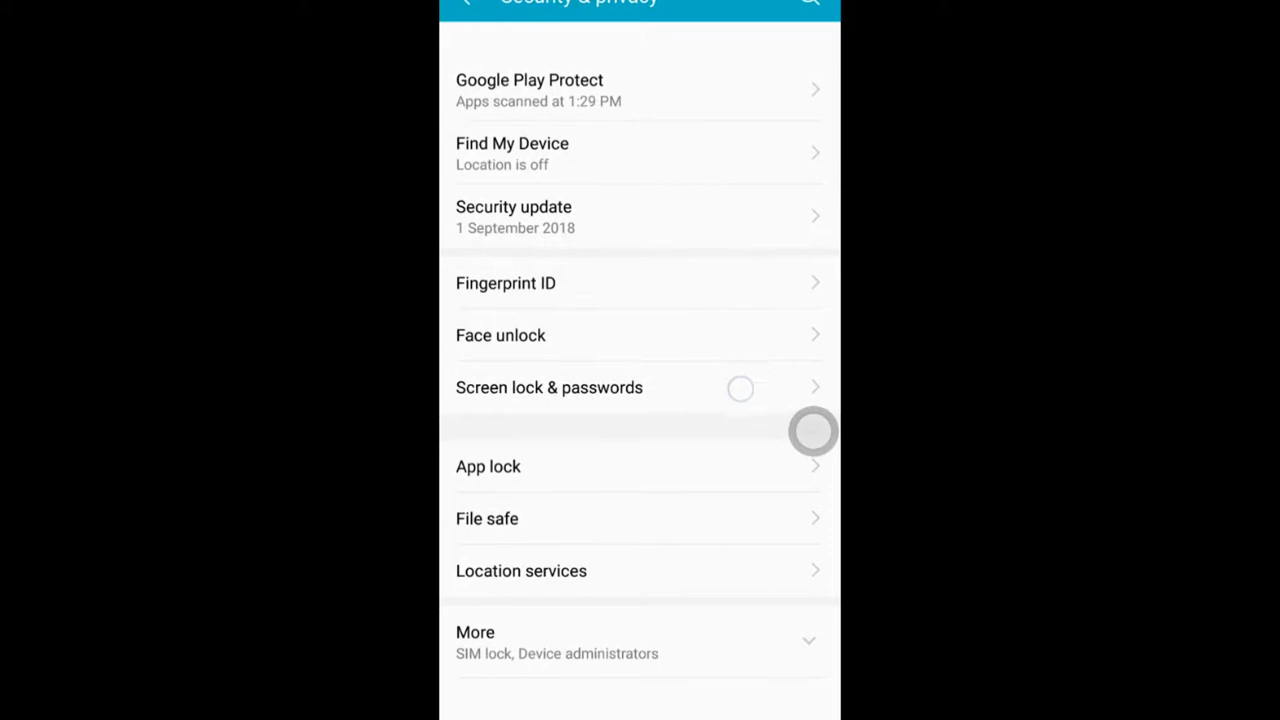 Security & privacy
Google Play Protect
Apps scanned at 1:29 PM
Find My Device
Location is off
Security update
1 September 2018
Fingerprint ID
Face unlock
Screen lock & passwords
App lock
File safe
Location services
More
SIM lock, Device administrators